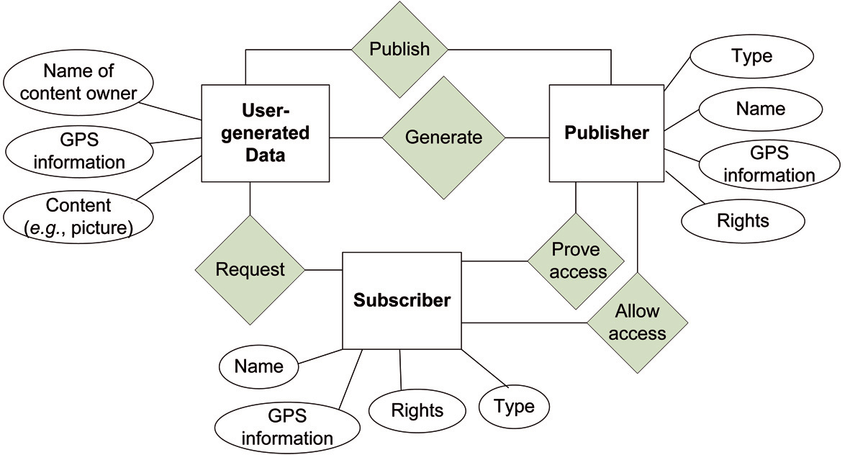 Publish
Type
Name of
content owner
User-
generated
Data
Generate
Publisher
Name
GPS
information
GPS
information
Content
(e.g., picture)
Rights
Request
Subscriber
Prove
access
Allow
access
Name
GPS
information
Rights
Type